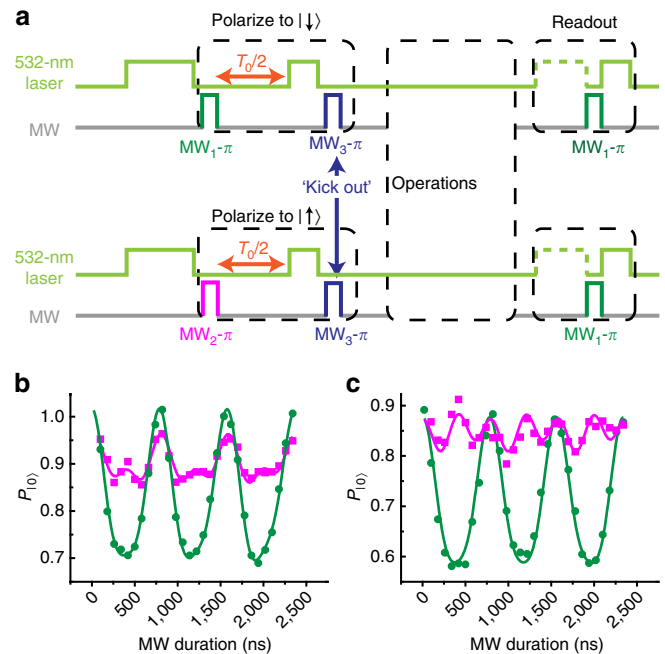 a
Polarize to |↓⟩
Readout
532-nm
laser
T0/2
MW
MW1-π
MW3-π
MW1-π
'Kick out'
Operations
Polarize to |↑⟩
532-nm
laser
T0/2
MW
MW2-π
MW3-π
MW1-π
b
1.0
0.9
0.8
0.7
P|0⟩
0
500
1,000
1,500
2,000
2,500
MW duration (ns)
c
0.9
0.8
0.7
0.6
P|0⟩
0
500
1,000
1,500
2,000
2,500
MW duration (ns)